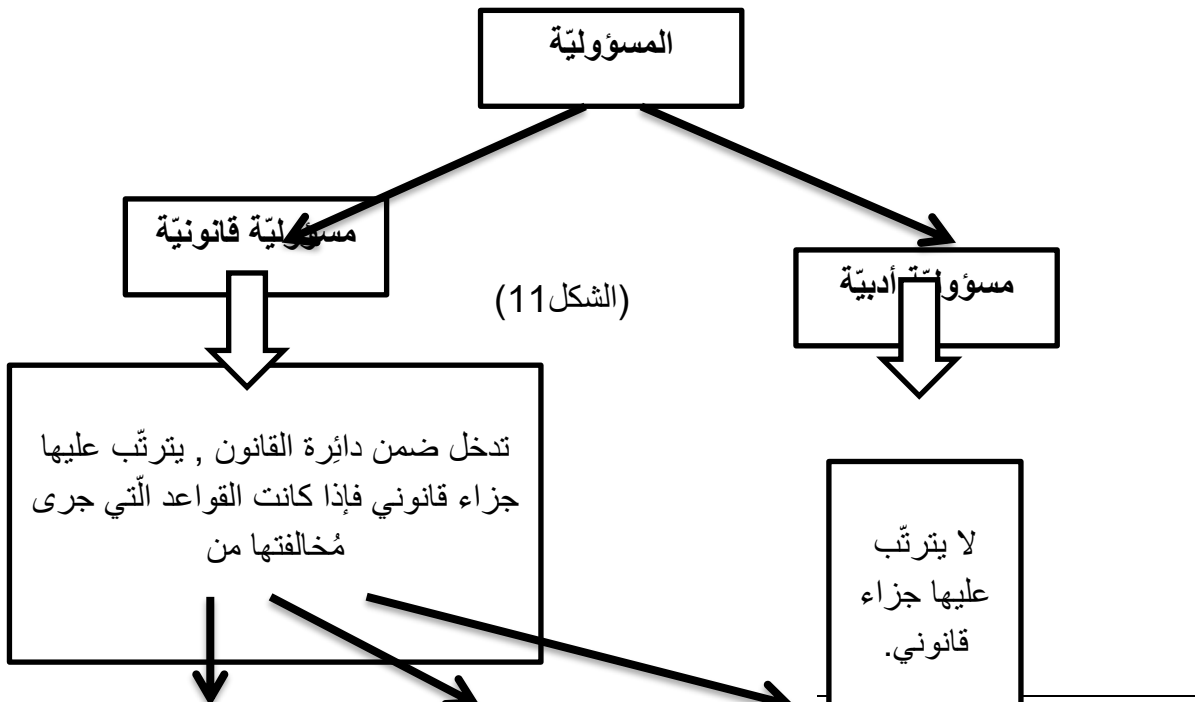 المسؤوليّة
مسؤوليّة قانونيّة
مسؤوليّة أدبيّة
(الشكل11)
تدخل ضمن دائِرة القانون , يترتّب عليها
جزاء قانوني فإذا كانت القواعد الّتي جرى
مُخالفتها من
لا يترتّب
عليها جزاء
قانوني.